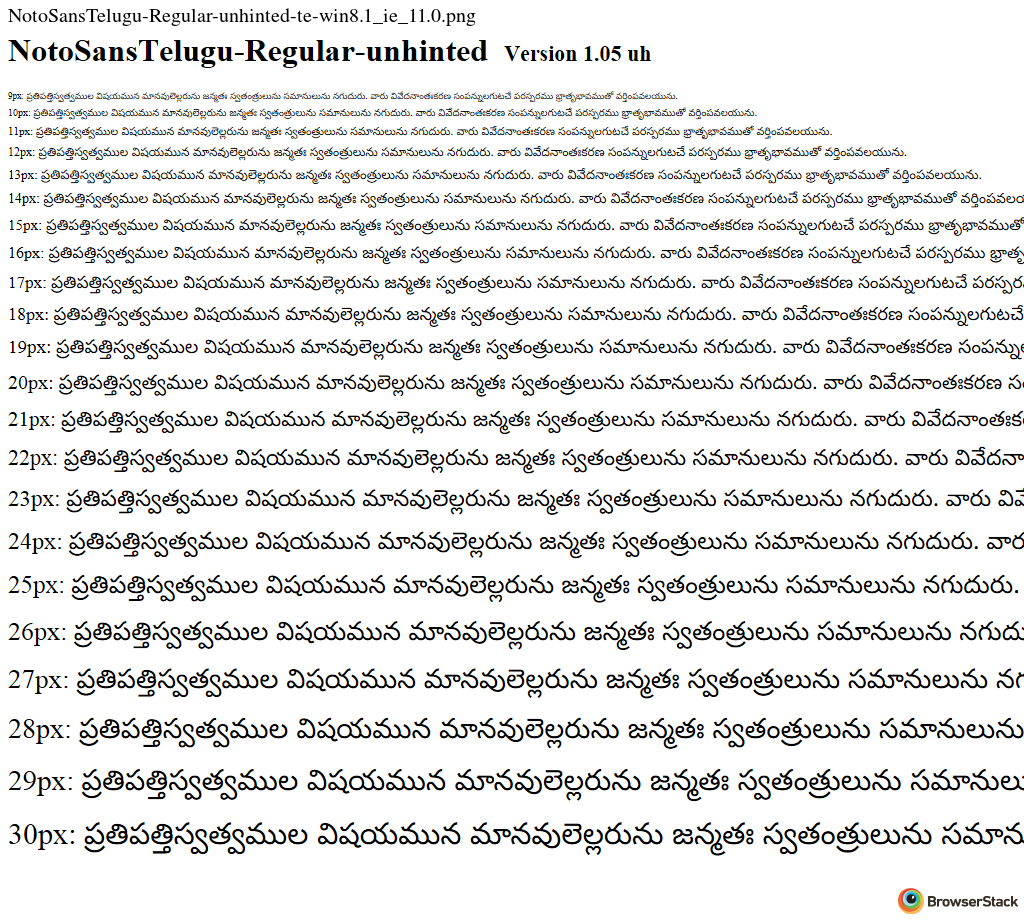 NotoSansTelugu-Regular-unhinted-te-win8.1_ie_11.0.png
NotoSansTelugu-Regular-unhinted Version 1.05 uh
9px: ప్రతిపత్తిస్వత్వముల విషయమున మానవులెల్లరును జన్మతః స్వతంత్రులును సమానులును నగుదురు. వారు వివేదనాంతఃకరణ సంపన్నులగుటచే పరస్పరము భ్రాతృభావముతో వర్తింపవలయును.
10px: ప్రతిపత్తిస్వత్వముల విషయమున మానవులెల్లరును జన్మతః స్వతంత్రులును సమానులును నగుదురు. వారు వివేదనాంతఃకరణ సంపన్నులగుటచే పరస్పరము భ్రాతృభావముతో వర్తింపవలయును.
11px: ప్రతిపత్తిస్వత్వముల విషయమున మానవులెల్లరును జన్మతః స్వతంత్రులును సమానులును నగుదురు. వారు వివేదనాంతఃకరణ సంపన్నులగుటచే పరస్పరము భ్రాతృభావముతో వర్తింపవలయును.
12px: ప్రతిపత్తిస్వత్వముల విషయమున మానవులెల్లరును జన్మతః స్వతంత్రులును సమానులును నగుదురు. వారు వివేదనాంతఃకరణ సంపన్నులగుటచే పరస్పరము భ్రాతృభావముతో వర్తింపవలయును.
13px: ప్రతిపత్తిస్వత్వముల విషయమున మానవులెల్లరును జన్మతః స్వతంత్రులును సమానులును నగుదురు. వారు వివేదనాంతఃకరణ సంపన్నులగుటచే పరస్పరము భ్రాతృభావముతో వర్తింపవలయును.
14px: ప్రతిపత్తిస్వత్వముల విషయమున మానవులెల్లరును జన్మతః స్వతంత్రులును సమానులును నగుదురు. వారు వివేదనాంతఃకరణ సంపన్నులగుటచే పరస్పరము భ్రాతృభావముతో వర్తింపవల
15px: ప్రతిపత్తిస్వత్వముల విషయమున మానవులెల్లరును జన్మతః స్వతంత్రులును సమానులును నగుదురు. వారు వివేదనాంతఃకరణ సంపన్నులగుటచే పరస్పరము భ్రాతృభావముతో
16px: ప్రతిపత్తిస్వత్వముల విషయమున మానవులెల్లరును జన్మతః స్వతంత్రులును సమానులును నగుదురు. వారు వివేదనాంతఃకరణ సంపన్నులగుటచే పరస్పరము భ్రాతృ
17px: ప్రతిపత్తిస్వత్వముల విషయమున మానవులెల్లరును జన్మతః స్వతంత్రులును సమానులును నగుదురు. వారు వివేదనాంతఃకరణ సంపన్నులగుటచే పరస్పర
18px: ప్రతిపత్తిస్వత్వముల విషయమున మానవులెల్లరును జన్మతః స్వతంత్రులును సమానులును నగుదురు. వారు వివేదనాంతఃకరణ సంపన్నులగుటచే
19px: ప్రతిపత్తిస్వత్వముల విషయమున మానవులెల్లరును జన్మతః స్వతంత్రులును సమానులును నగుదురు. వారు వివేదనాంతఃకరణ సంపన్ను
20px: ప్రతిపత్తిస్వత్వముల విషయమున మానవులెల్లరును జన్మతః స్వతంత్రులును సమానులును నగుదురు. వారు వివేదనాంతఃకరణ సం
21px: ప్రతిపత్తిస్వత్వముల విషయమున మానవులెల్లరును జన్మతః స్వతంత్రులును సమానులును నగుదురు. వారు వివేదనాంతఃక
22px: ప్రతిపత్తిస్వత్వముల విషయమున మానవులెల్లరును జన్మతః స్వతంత్రులును సమానులును నగుదురు. వారు వివేదనా
23px: ప్రతిపత్తిస్వత్వముల విషయమున మానవులెల్లరును జన్మతః స్వతంత్రులును సమానులును నగుదురు. వారు వివే
24px: ప్రతిపత్తిస్వత్వముల విషయమున మానవులెల్లరును జన్మతః స్వతంత్రులును సమానులును నగుదురు. వార
25px: ప్రతిపత్తిస్వత్వముల విషయమున మానవులెల్లరును జన్మతః స్వతంత్రులును సమానులును నగుదురు.
26px: ప్రతిపత్తిస్వత్వముల విషయమున మానవులెల్లరును జన్మతః స్వతంత్రులును సమానులును నగుదు
27px: ప్రతిపత్తిస్వత్వముల విషయమున మానవులెల్లరును జన్మతః స్వతంత్రులును సమానులును నగ
28px: ప్రతిపత్తిస్వత్వముల విషయమున మానవులెల్లరును జన్మతః స్వతంత్రులును సమానులును
29px: ప్రతిపత్తిస్వత్వముల విషయమున మానవులెల్లరును జన్మతః స్వతంత్రులును సమానులు
30px: ప్రతిపత్తిస్వత్వముల విషయమున మానవులెల్లరును జన్మతః స్వతంత్రులును సమాను
BrowserStack